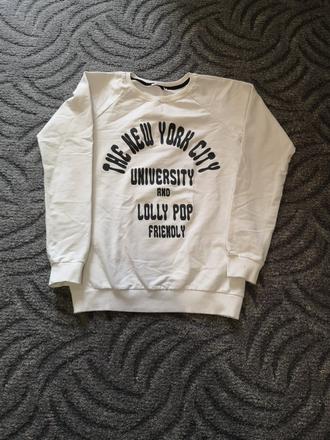 THE NEW YORK CITY
UNIVERSITY
AND
LOLLY POP
FRIENDLY